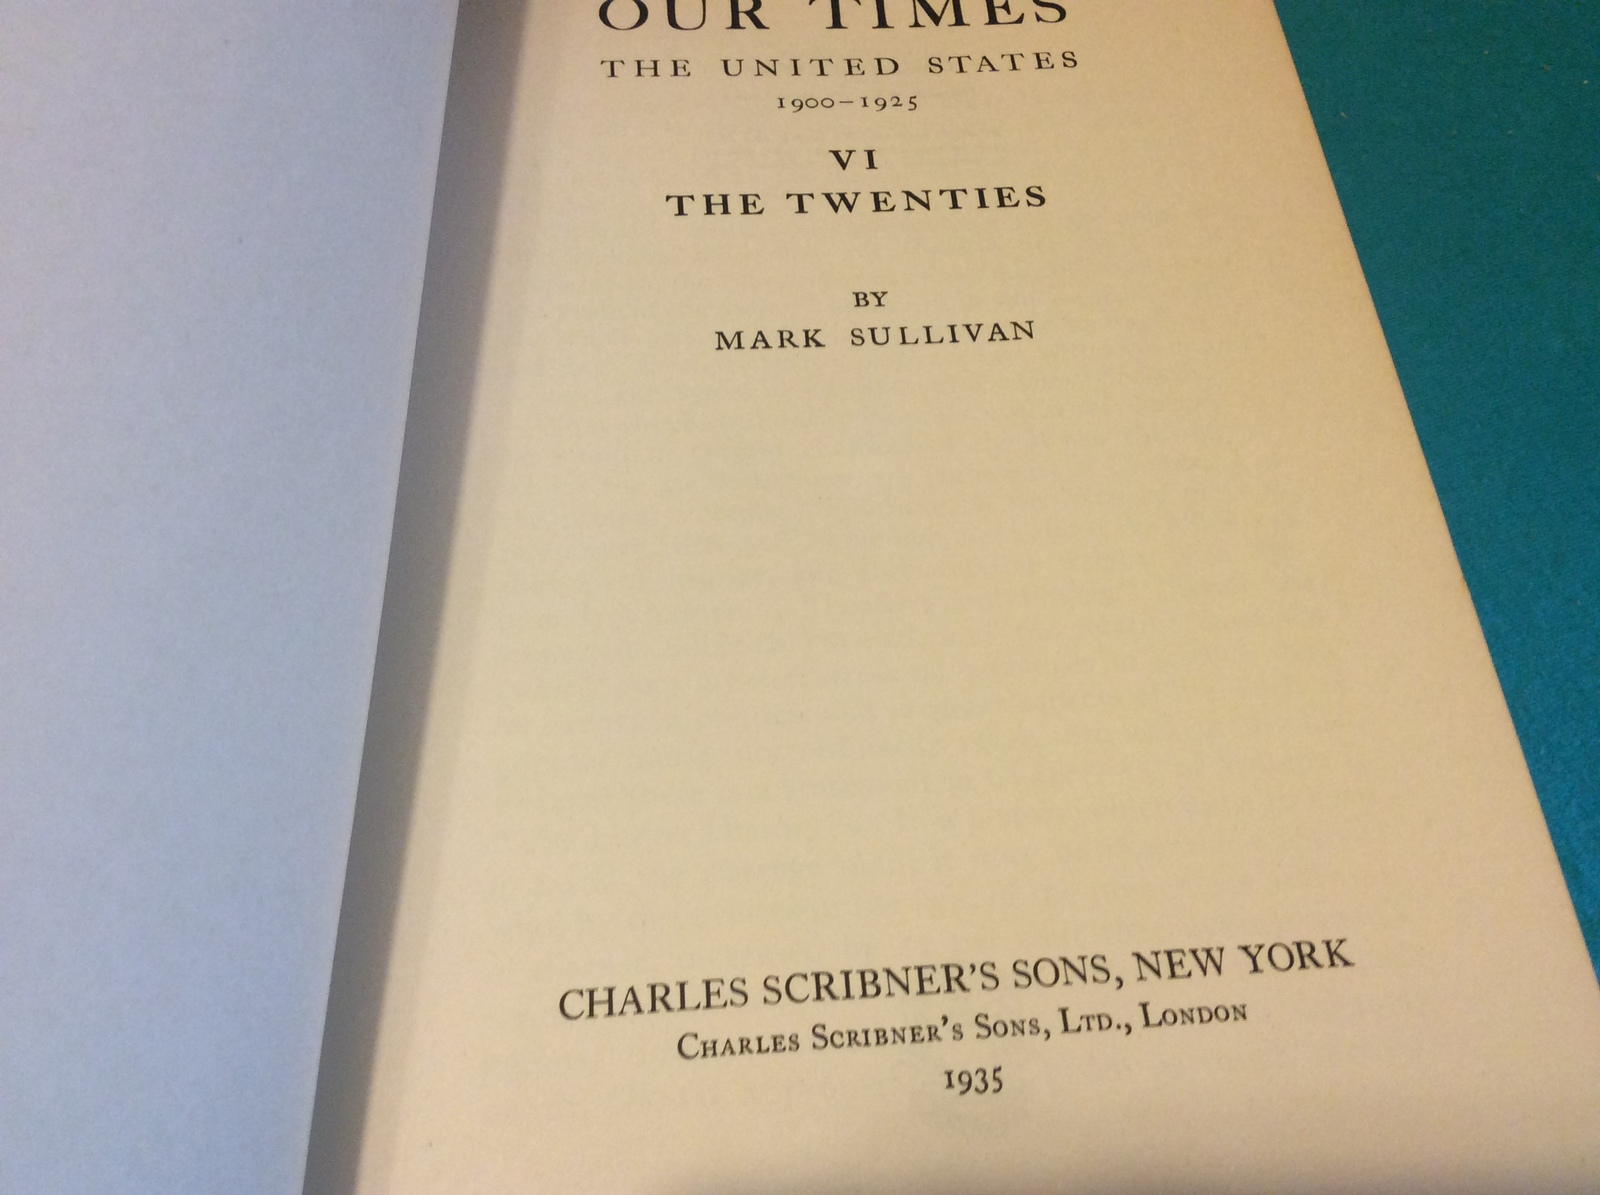 OUR TIMES
THE UNITED STATES
1900–1925
VI
THE TWENTIES
BY
MARK SULLIVAN
CHARLES SCRIBNER'S SONS, NEW YORK
CHARLES SCRIBNER'S SONS, LTD., LONDON
1935